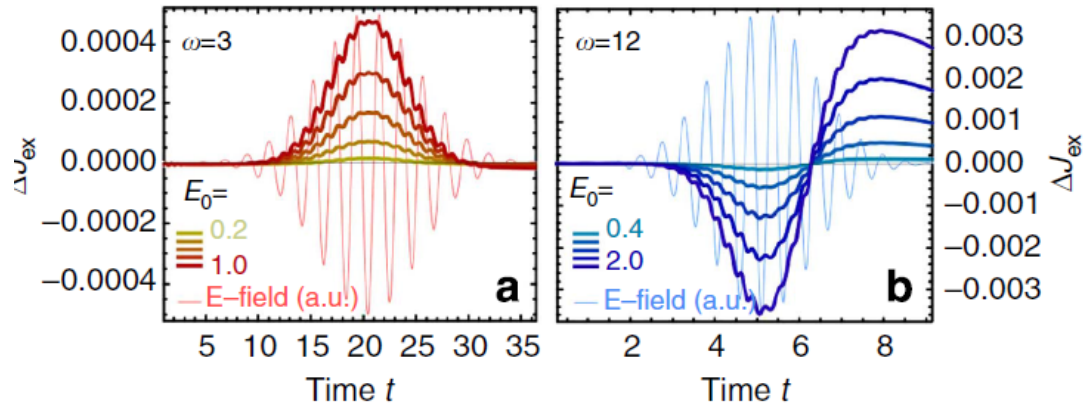 ω=3
0.0004
0.0002
0.0000
−0.0002
−0.0004
ΔJex
E0=
0.2
1.0
E–field (a.u.)
a
5 10 15 20 25 30 35
Time t
ω=12
0.003
0.002
0.001
0.000
−0.001
−0.002
−0.003
ΔJex
E0=
0.4
2.0
E–field (a.u.)
b
2 4 6 8
Time t